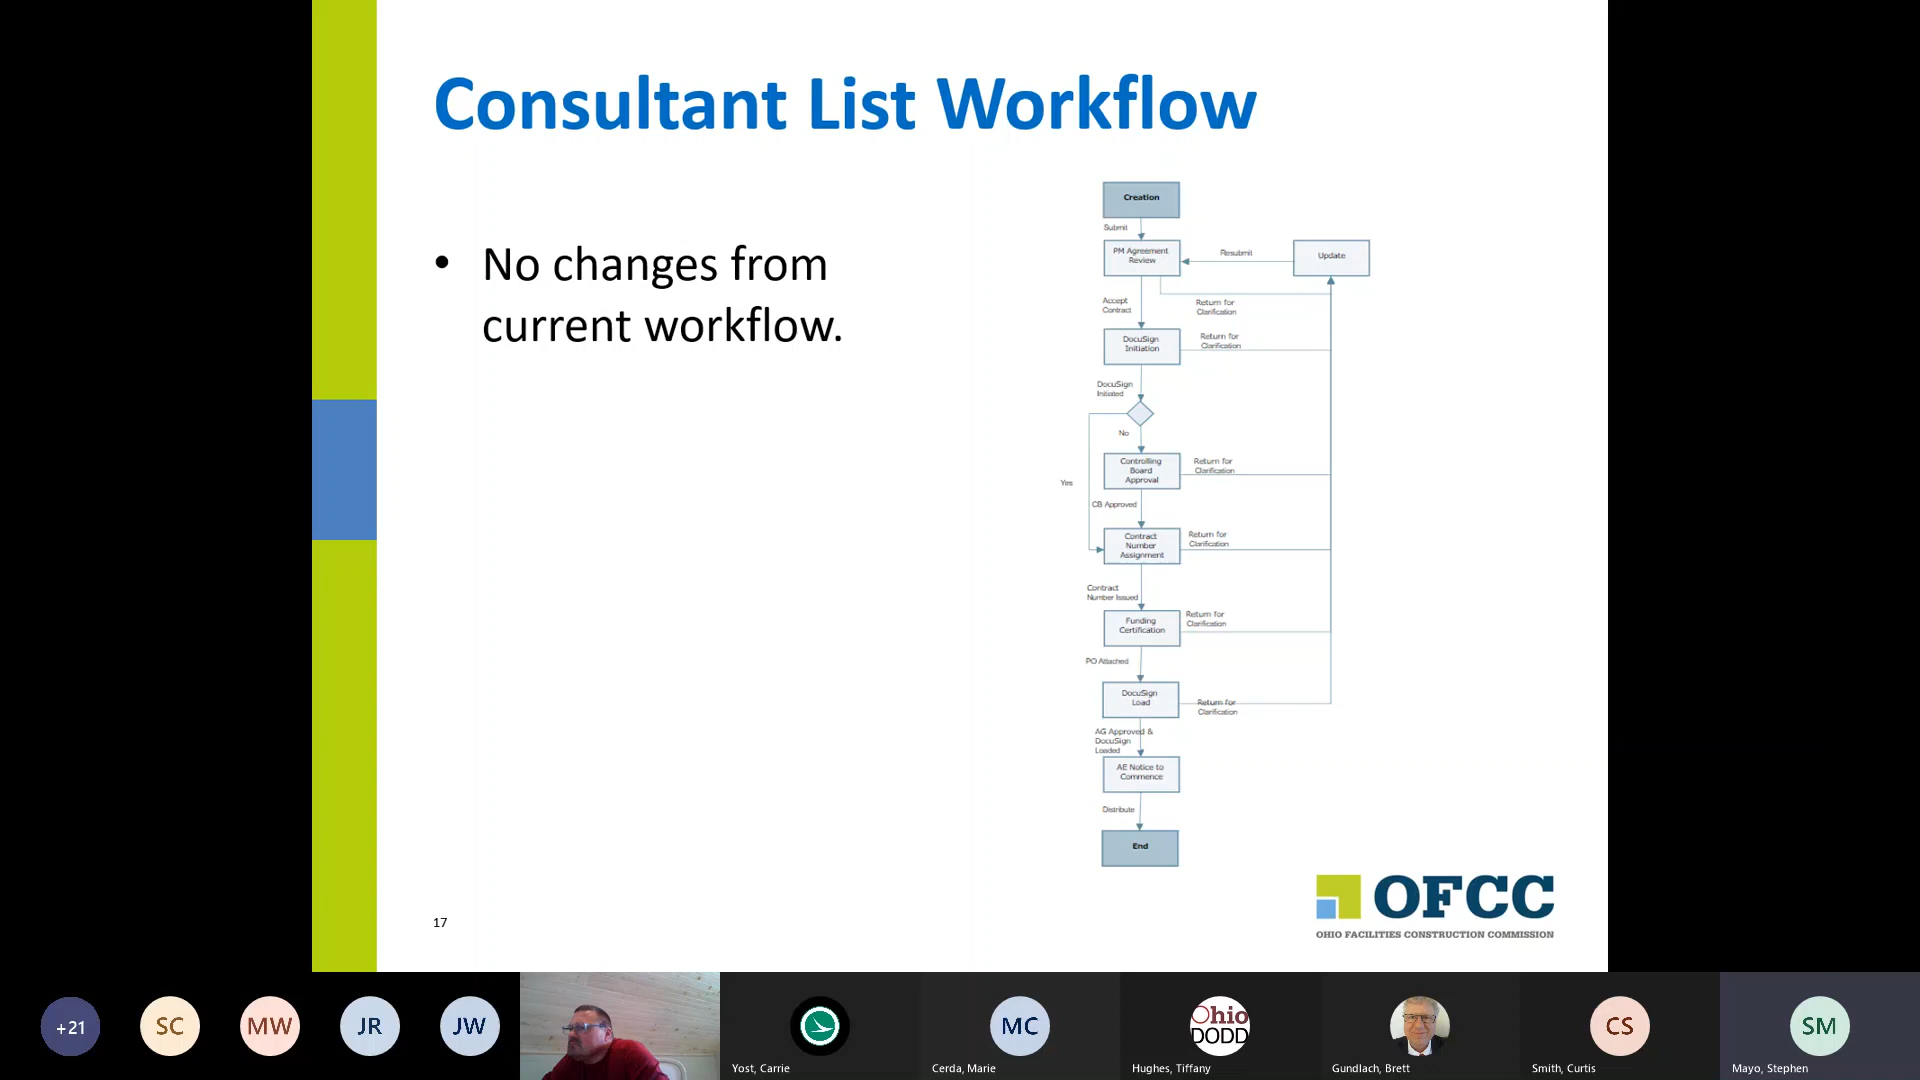 Consultant List Workflow
• No changes from
current workflow.
Creation
Submit
PM Agreement
Review
Resubmit
Update
Accept
Contract
Return for
Clarification
DocuSign
Initiation
Return for
Clarification
DocuSign
Initiated
No
Yes
Controlling
Board
Approval
Return for
Clarification
CB Approved
Contract
Number
Assignment
Return for
Clarification
Contract
Number Issued
Funding
Certification
Return for
Clarification
PO Attached
DocuSign
Load
Return for
Clarification
AG Approved &
DocuSign
Loaded
AE Notice to
Commence
Distribute
End
17
OFCC
OHIO FACILITIES CONSTRUCTION COMMISSION
+21
SC
MW
JR
JW
Yost, Carrie
MC
Cerda, Marie
Ohio
DODD
Hughes, Tiffany
Gundlach, Brett
CS
Smith, Curtis
SM
Mayo, Stephen